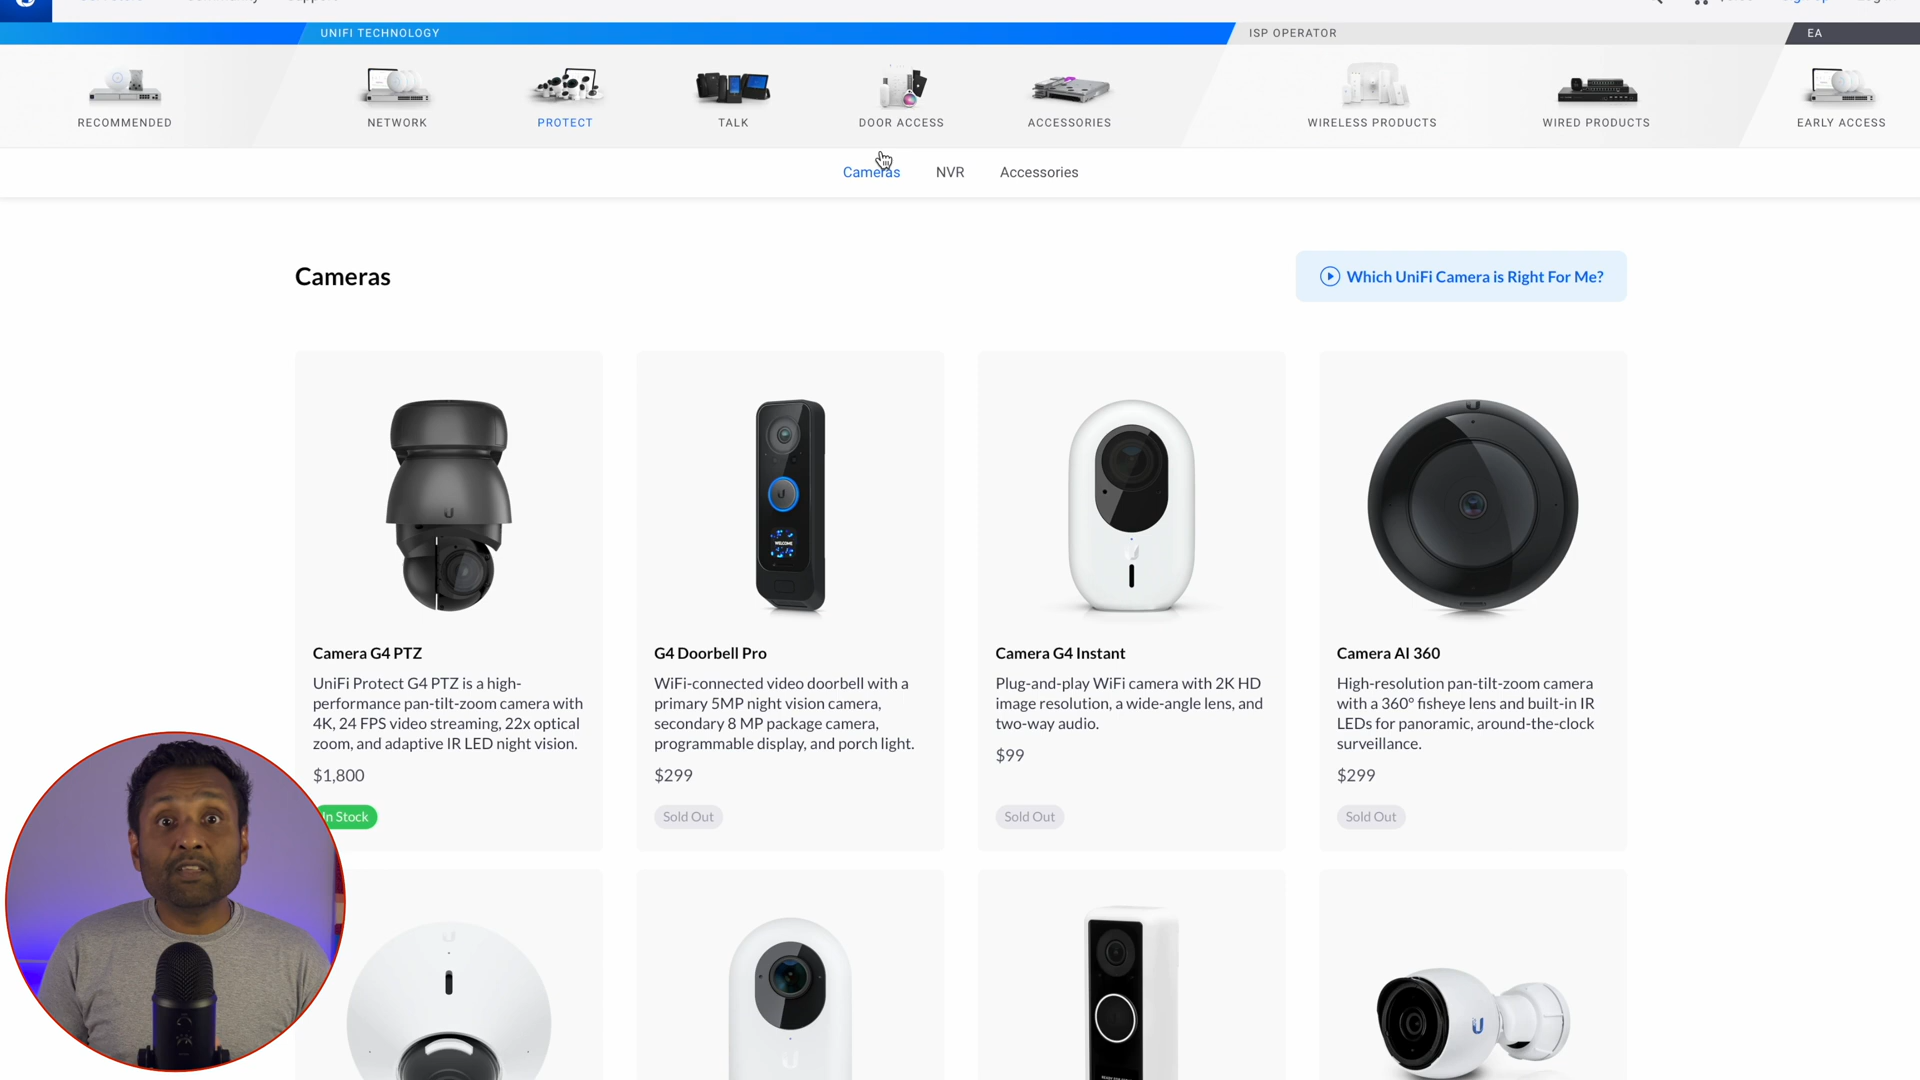 UNIFI TECHNOLOGY
ISP OPERATOR
EA
RECOMMENDED
NETWORK
PROTECT
TALK
DOOR ACCESS
ACCESSORIES
WIRELESS PRODUCTS
WIRED PRODUCTS
EARLY ACCESS
Cameras
NVR
Accessories
Cameras
Which UniFi Camera is Right For Me?
Camera G4 PTZ
UniFi Protect G4 PTZ is a high-
performance pan-tilt-zoom camera with
4K, 24 FPS video streaming, 22x optical
zoom, and adaptive IR LED night vision.
$1,800
In Stock
WELCOME
G4 Doorbell Pro
WiFi-connected video doorbell with a
primary 5MP night vision camera,
secondary 8 MP package camera,
programmable display, and porch light.
$299
Sold Out
Camera G4 Instant
Plug-and-play WiFi camera with 2K HD
image resolution, a wide-angle lens, and
two-way audio.
$99
Sold Out
Camera AI 360
High-resolution pan-tilt-zoom camera
with a 360° fisheye lens and built-in IR
LEDs for panoramic, around-the-clock
surveillance.
$299
Sold Out